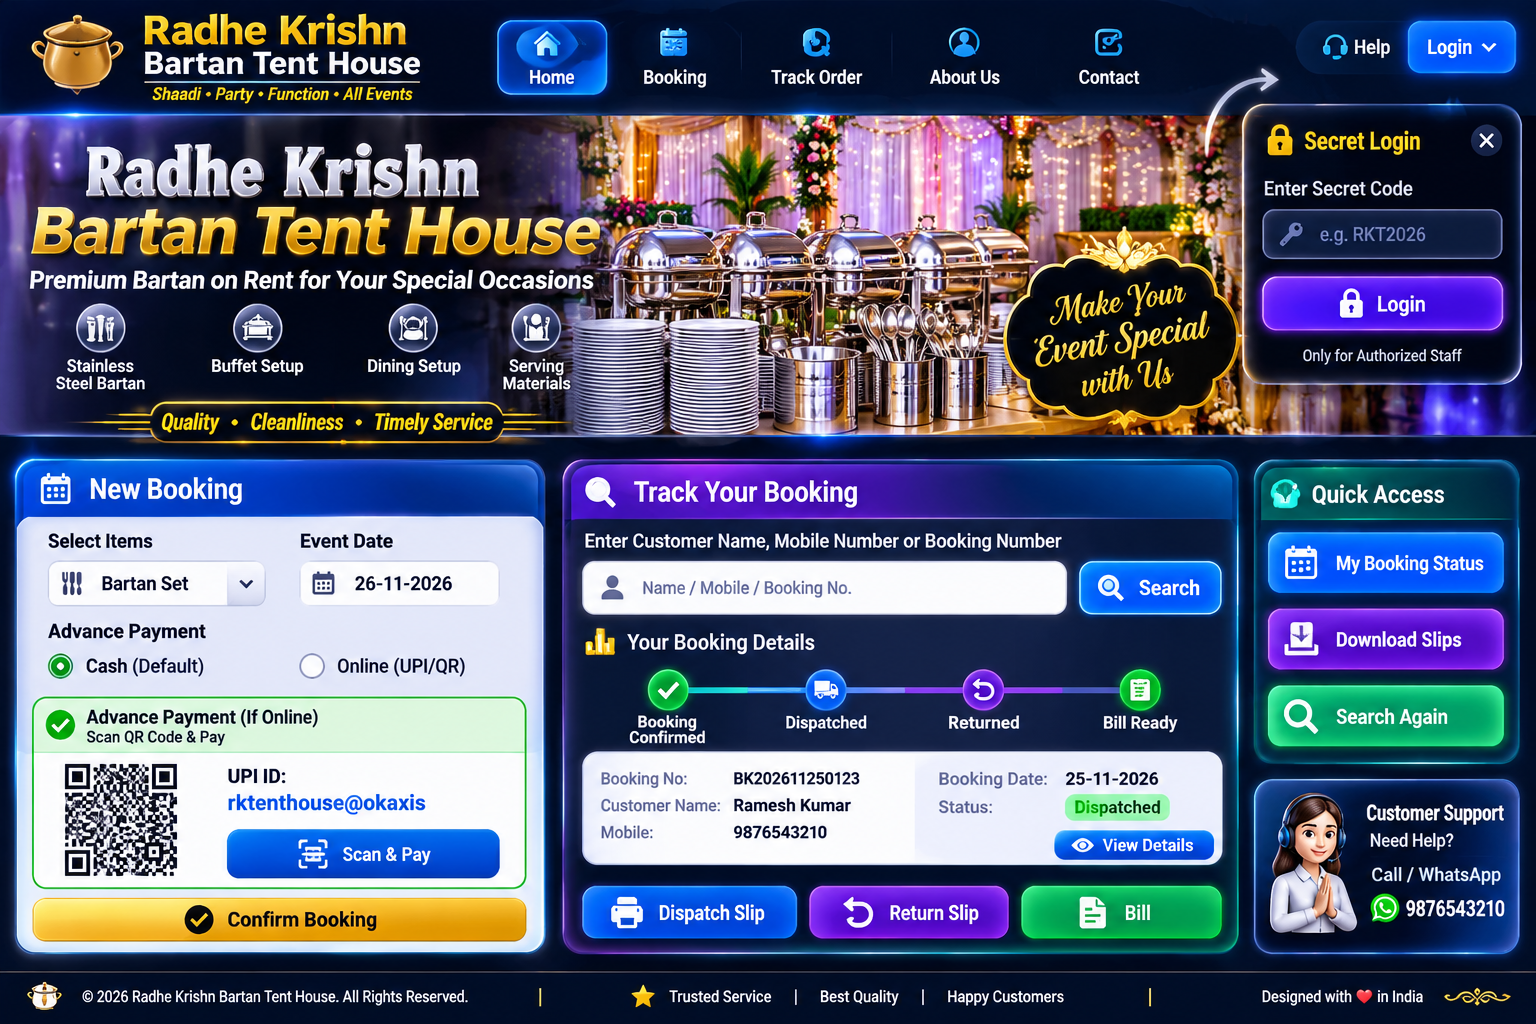 Radhe Krishn
Bartan Tent House
Shaadi • Party • Function • All Events
Home
Booking
Track Order
About Us
Contact
Help
Login
Radhe Krishn
Bartan Tent House
Premium Bartan on Rent for Your Special Occasions
Stainless
Steel Bartan
Buffet Setup
Dining Setup
Serving
Materials
Quality • Cleanliness • Timely Service
Make Your
Event Special
with Us
Secret Login
Enter Secret Code
e.g. RKT2026
Login
Only for Authorized Staff
New Booking
Select Items
Event Date
Bartan Set
26-11-2026
Advance Payment
Cash (Default)
Online (UPI/QR)
Advance Payment (If Online)
Scan QR Code & Pay
UPI ID:
rktenthouse@okaxis
Scan & Pay
Confirm Booking
Track Your Booking
Enter Customer Name, Mobile Number or Booking Number
Name / Mobile / Booking No.
Search
Your Booking Details
Booking
Confirmed
Dispatched
Returned
Bill Ready
Booking No: BK202611250123
Customer Name: Ramesh Kumar
Mobile: 9876543210
Booking Date: 25-11-2026
Status: Dispatched
View Details
Dispatch Slip
Return Slip
Bill
Quick Access
My Booking Status
Download Slips
Search Again
Customer Support
Need Help?
Call / WhatsApp
9876543210
© 2026 Radhe Krishn Bartan Tent House. All Rights Reserved.
Trusted Service | Best Quality | Happy Customers
Designed with ❤️ in India